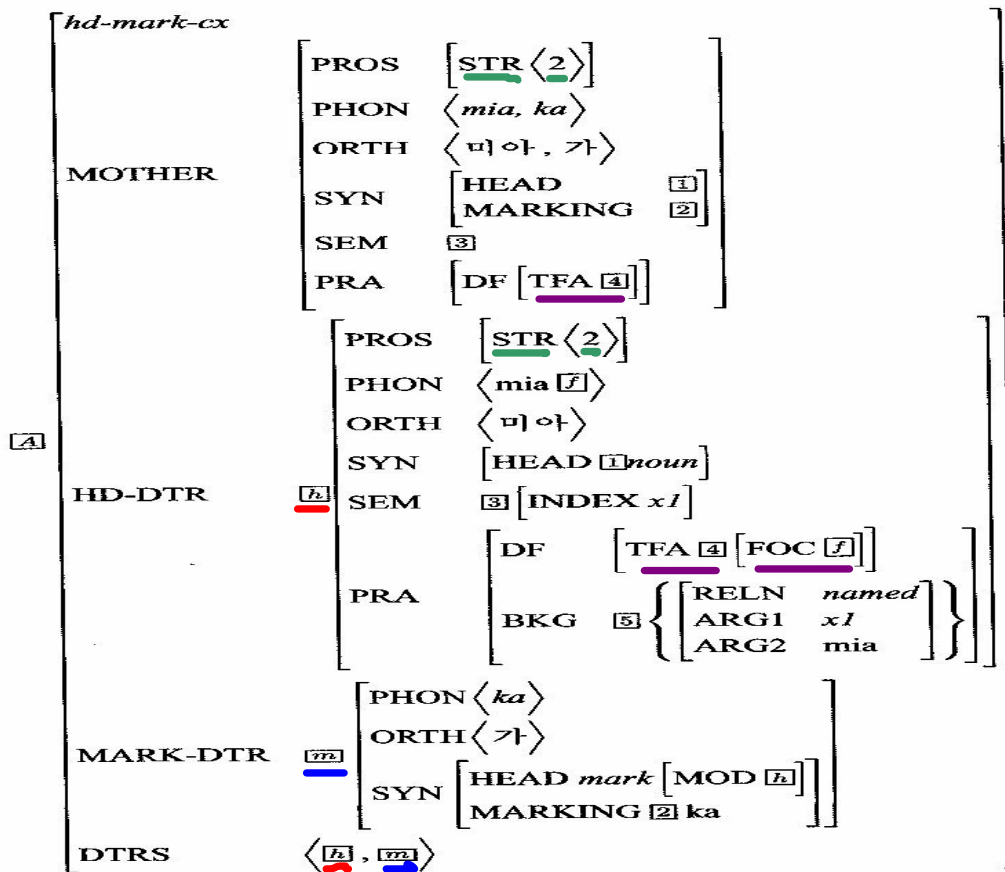 hd-mark-cx
PROS [STR ⟨2⟩]
PHON ⟨mia, ka⟩
ORTH ⟨미아, 가⟩
MOTHER
SYN [HEAD 1
MARKING 2]
SEM 3
PRA [DF [TFA 4]]
PROS [STR ⟨2⟩]
PHON ⟨mia f⟩
ORTH ⟨미아⟩
A
SYN [HEAD 1 noun]
HD-DTR h SEM 3 [INDEX x1]
DF [TFA 4 [FOC f]]
PRA
BKG 5 { [RELN named
ARG1 x1
ARG2 mia] }
PHON ⟨ka⟩
ORTH ⟨가⟩
MARK-DTR m
SYN [HEAD mark [MOD h]
MARKING 2 ka]
DTRS ⟨h, m⟩